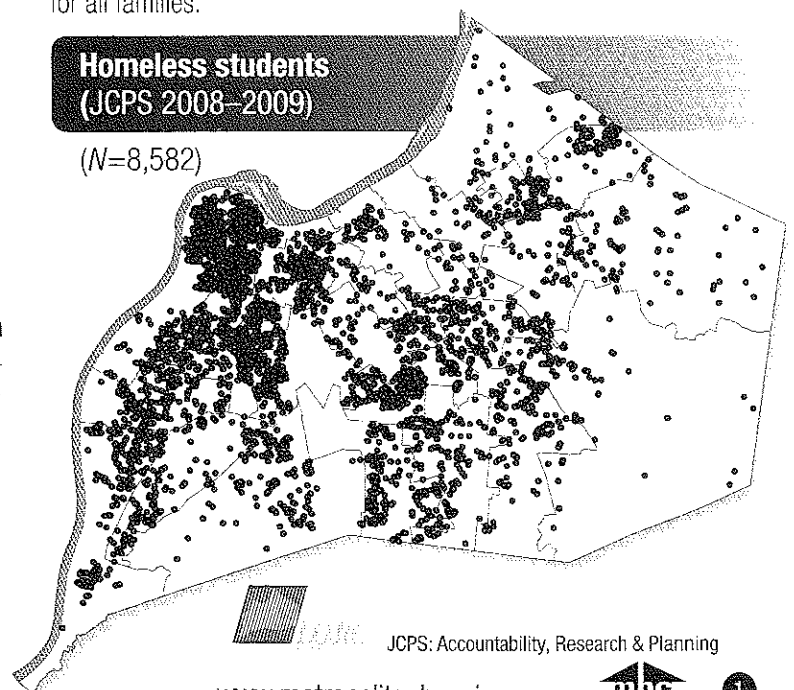 for all families.
Homeless students
(JCPS 2008–2009)
(N=8,582)
JCPS: Accountability, Research & Planning